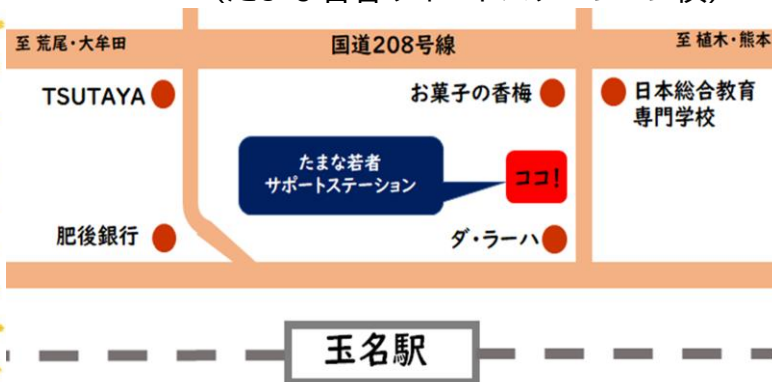 至 荒尾・大牟田
国道208号線
至 植木・熊本
TSUTAYA
お菓子の香梅
日本総合教育
専門学校
たまな若者
サポートステーション
ココ!
肥後銀行
ダ・ラーハ
玉名駅